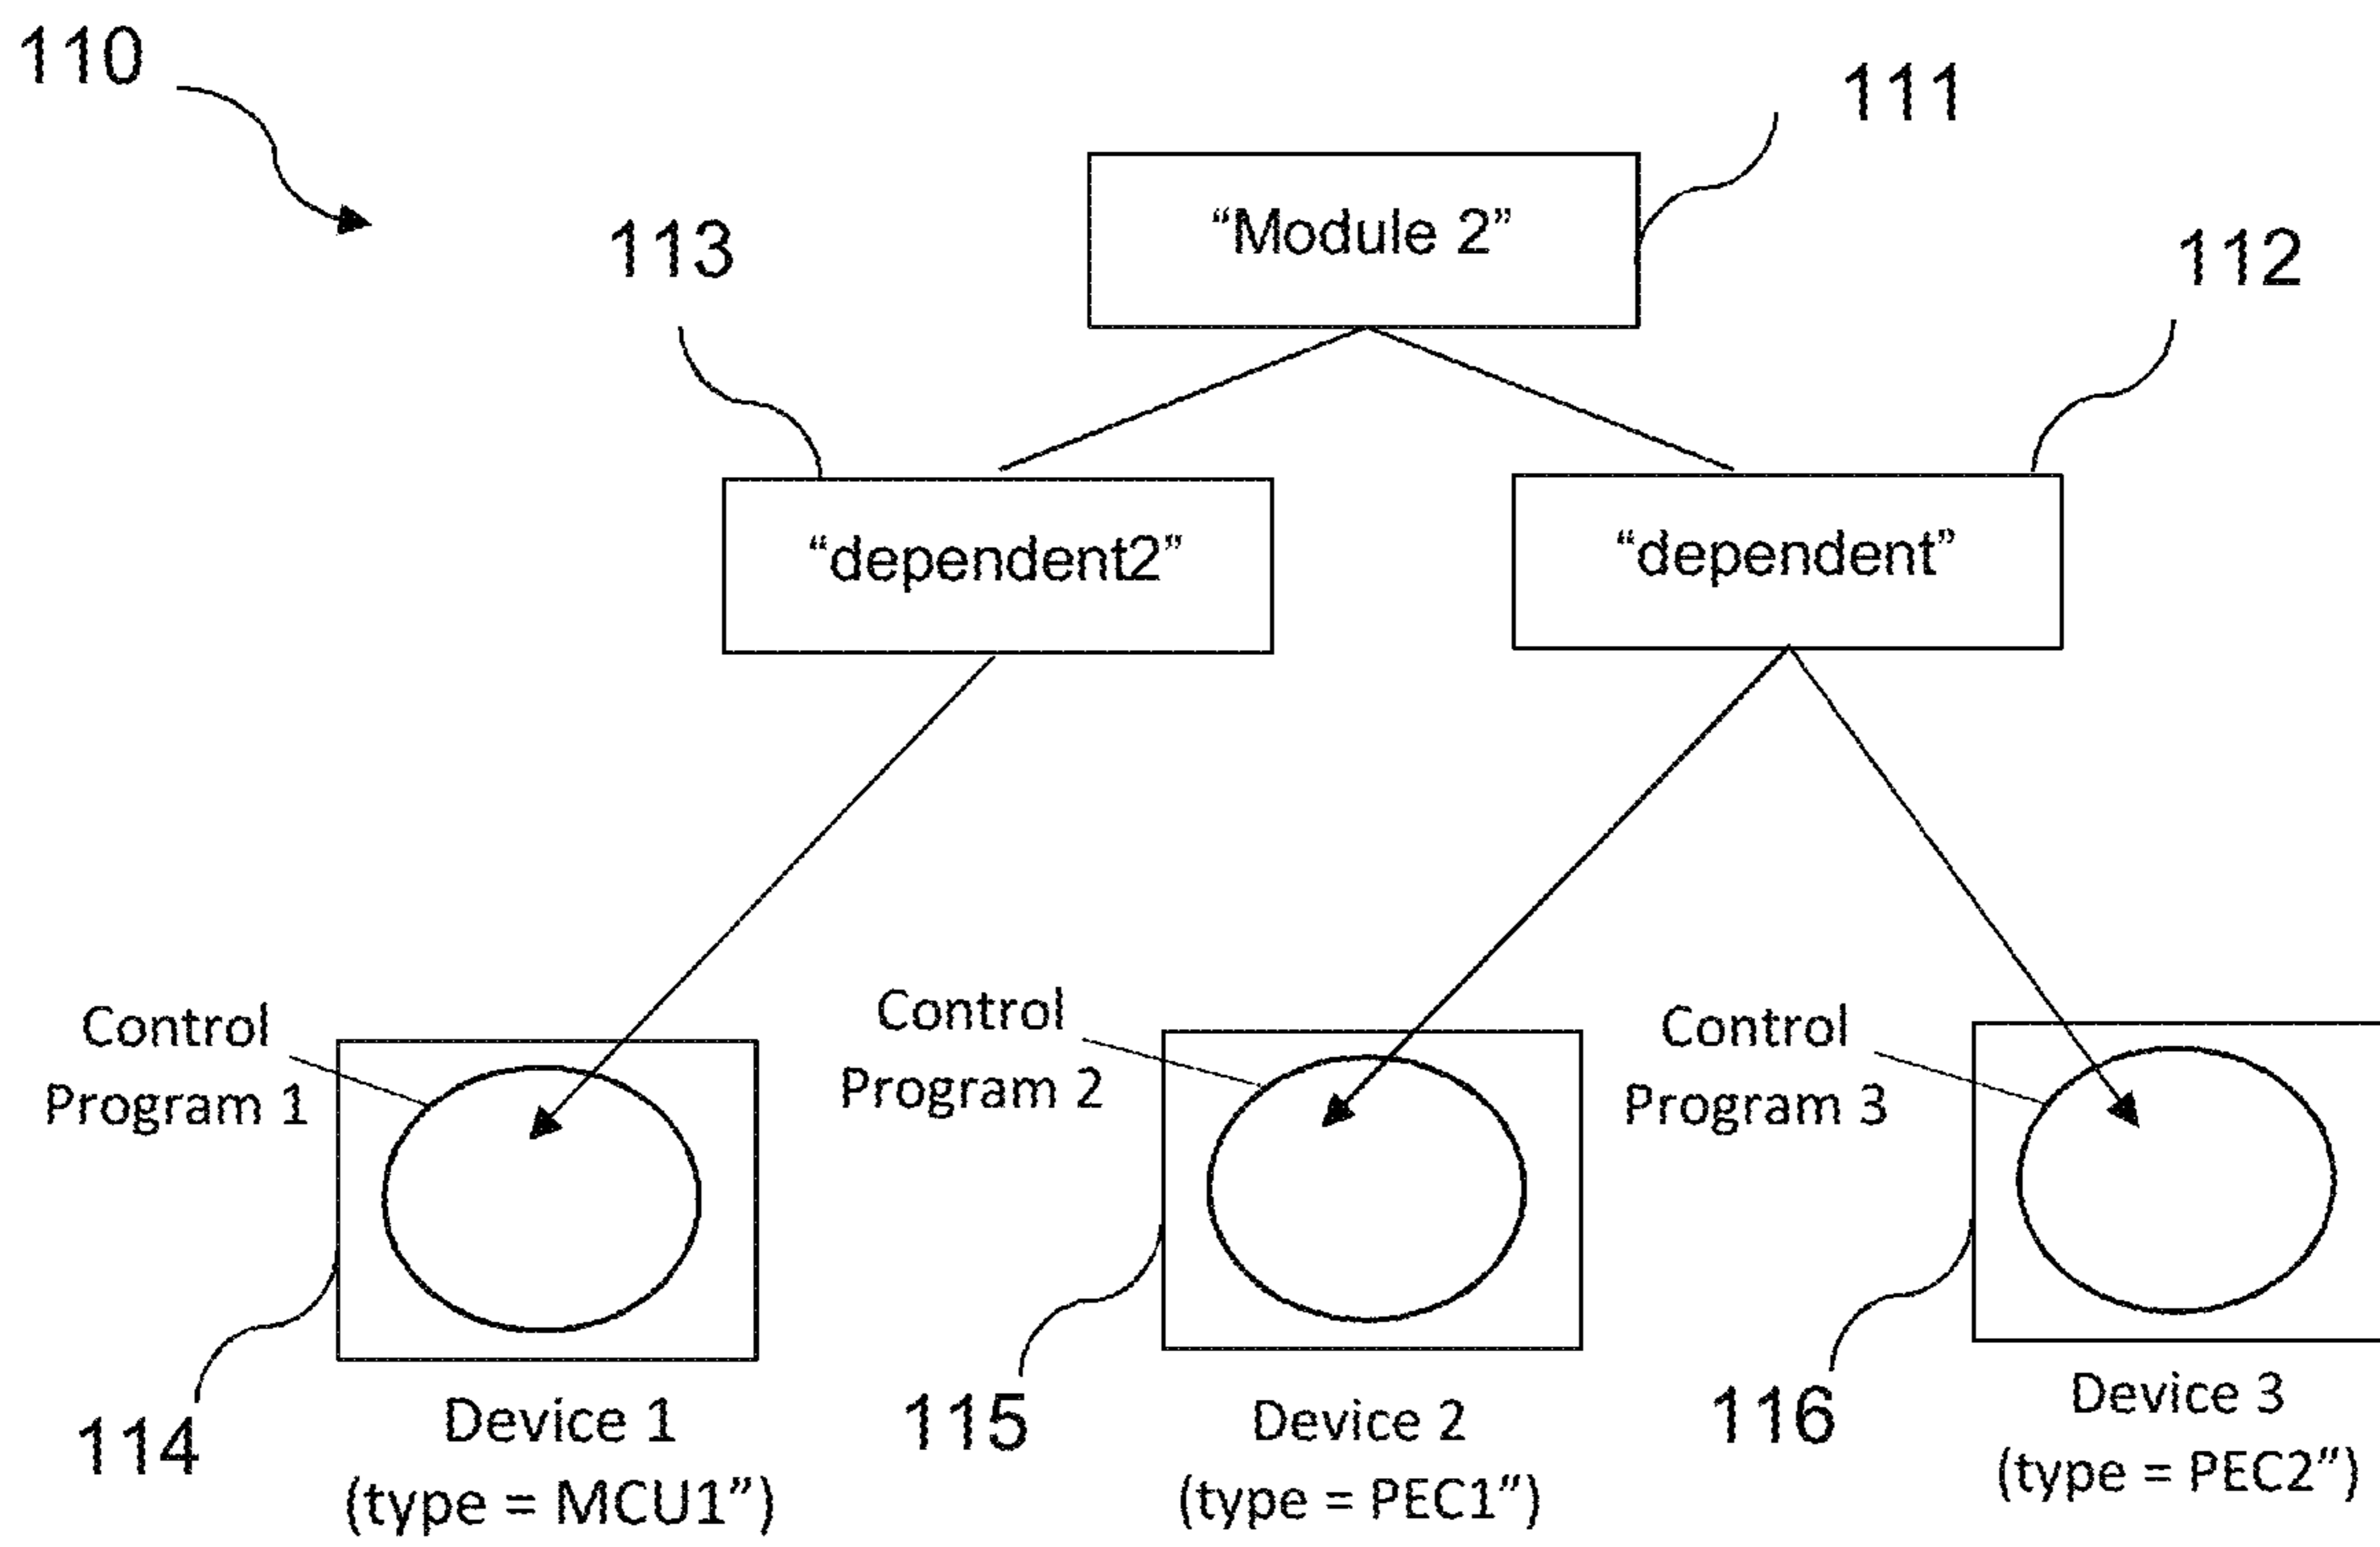 110
111
“Module 2”
113
112
“dependent2”
“dependent”
Control
Program 1
Control
Program 2
Control
Program 3
114
Device 1
(type = MCU1”)
115
Device 2
(type = PEC1”)
116
Device 3
(type = PEC2”)